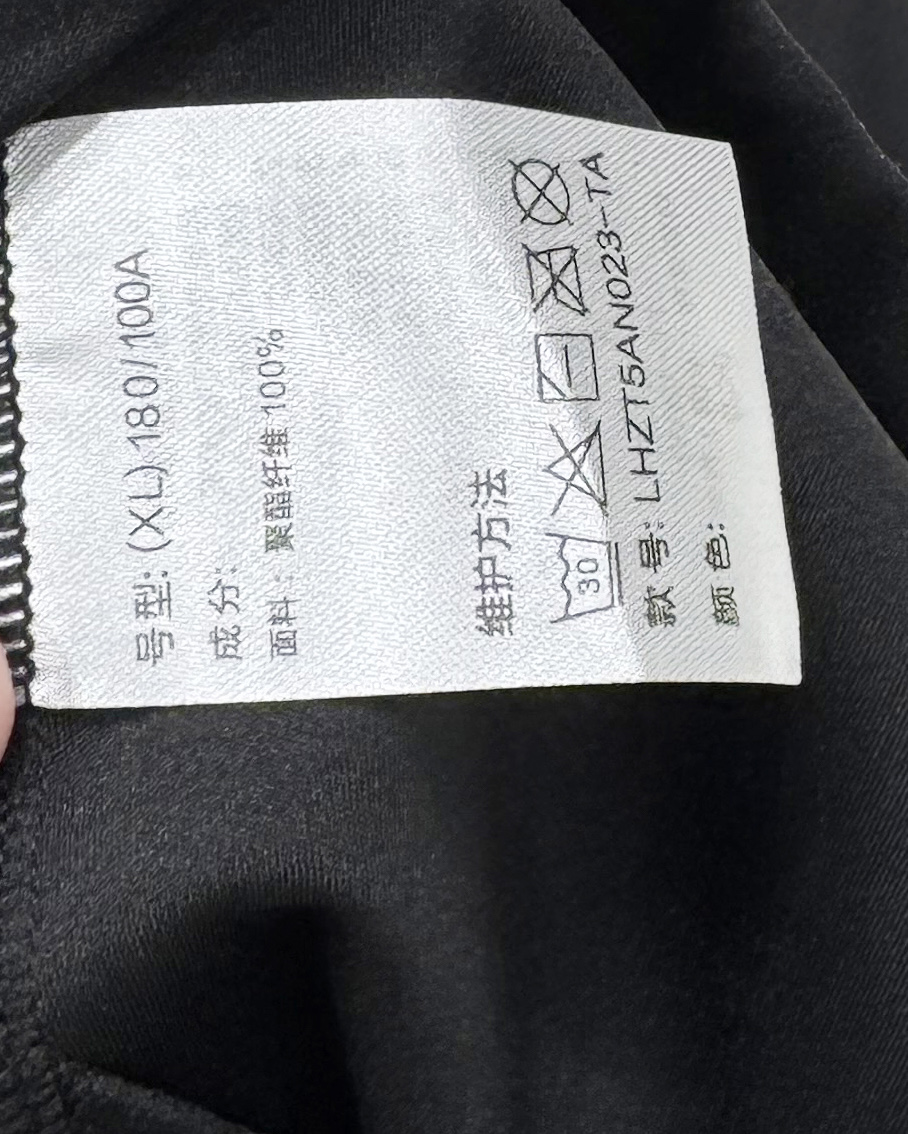 号型: (XL) 180/100A
成分:
面料: 聚酯纤维 100%
维护方法
30
款号: LHZT5AN023-TA
颜色: